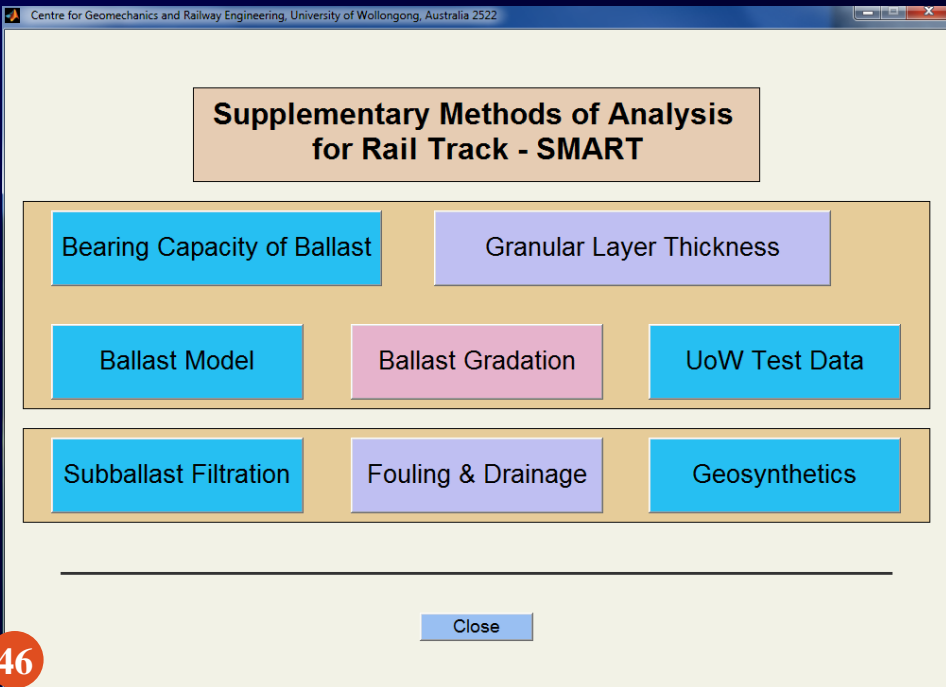 Centre for Geomechanics and Railway Engineering, University of Wollongong, Australia 2522
Supplementary Methods of Analysis
for Rail Track - SMART
Bearing Capacity of Ballast
Granular Layer Thickness
Ballast Model
Ballast Gradation
UoW Test Data
Subballast Filtration
Fouling & Drainage
Geosynthetics
Close
46